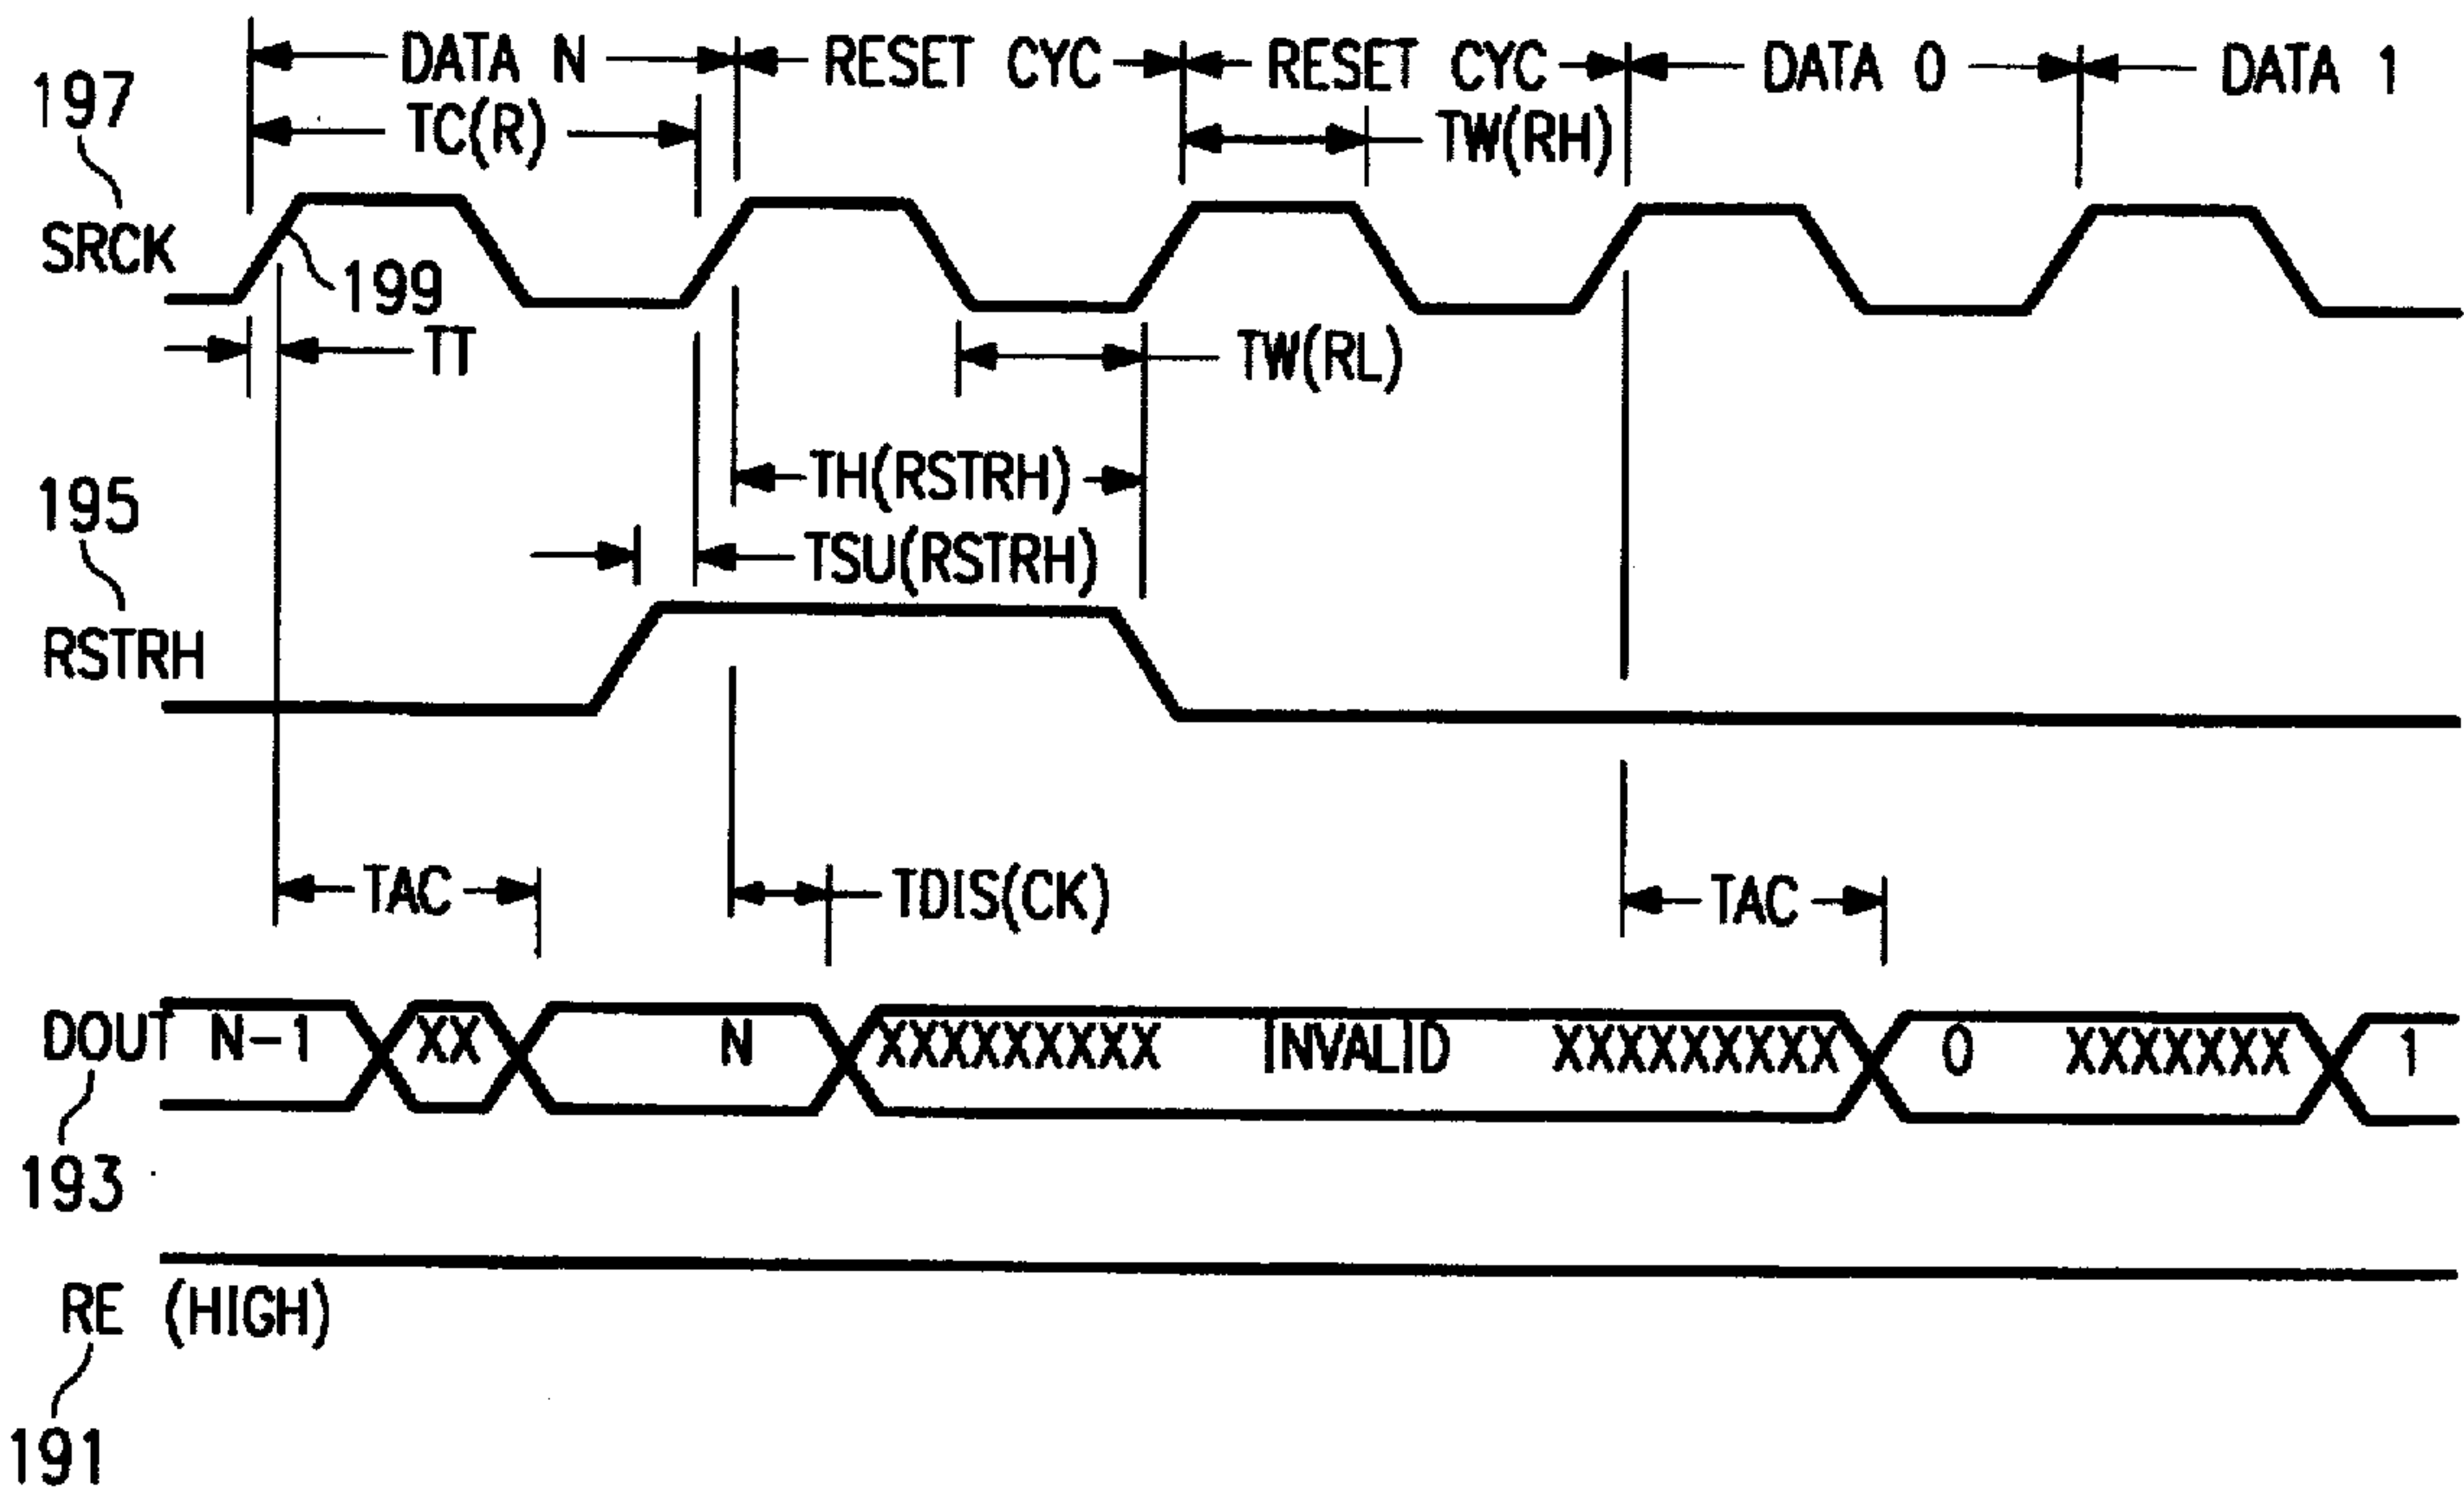 DATA N RESET CYC RESET CYC DATA 0 DATA 1
197
TC(R) TW(RH)
SRCK
199
TT TW(RL)
TH(RSTRH)
195
TSU(RSTRH)
RSTRH
TAC TDIS(CK) TAC
DOUT N-1 XX N XXXXXXXXX INVALID XXXXXXXXX 0 XXXXXXX 1
193
RE (HIGH)
191